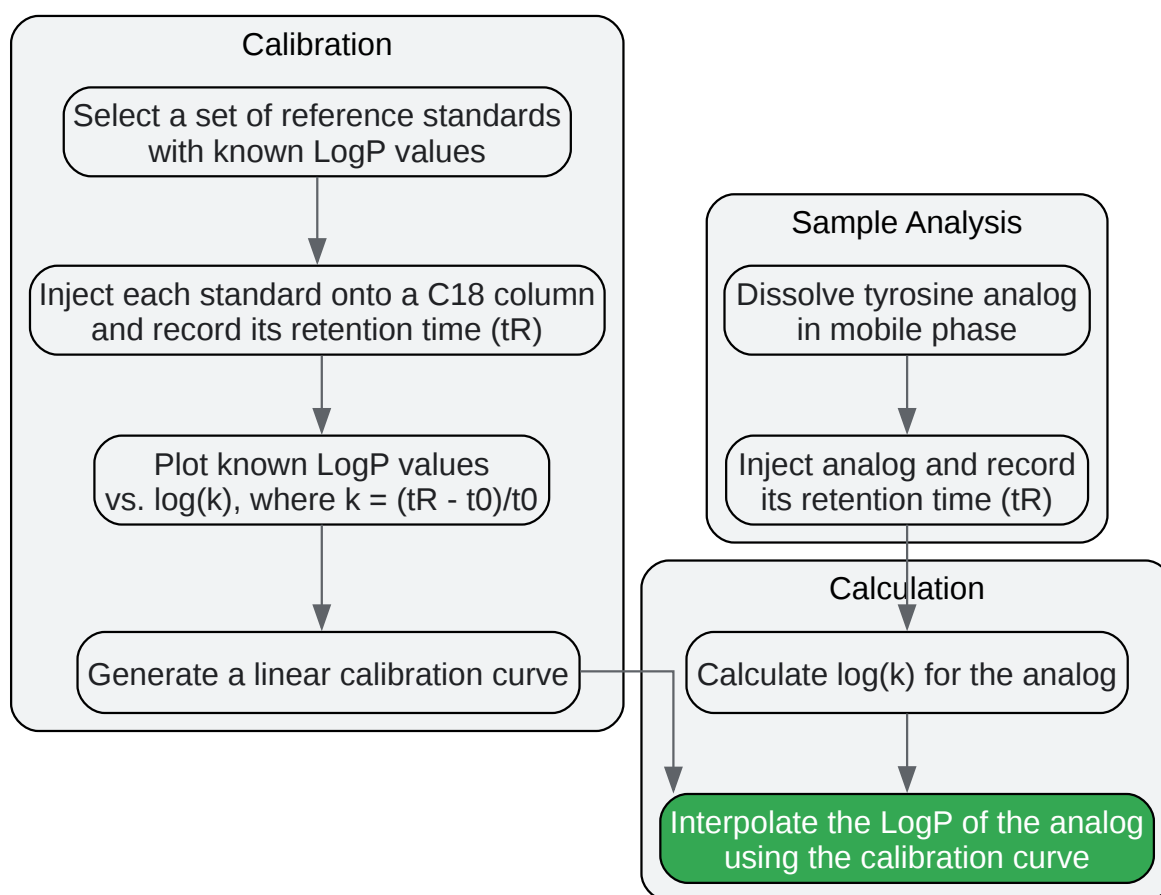 Calibration
Select a set of reference standards
with known LogP values
Inject each standard onto a C18 column
and record its retention time (tR)
Plot known LogP values
vs. log(k), where k = (tR - t0)/t0
Generate a linear calibration curve
Sample Analysis
Dissolve tyrosine analog
in mobile phase
Inject analog and record
its retention time (tR)
Calculation
Calculate log(k) for the analog
Interpolate the LogP of the analog
using the calibration curve